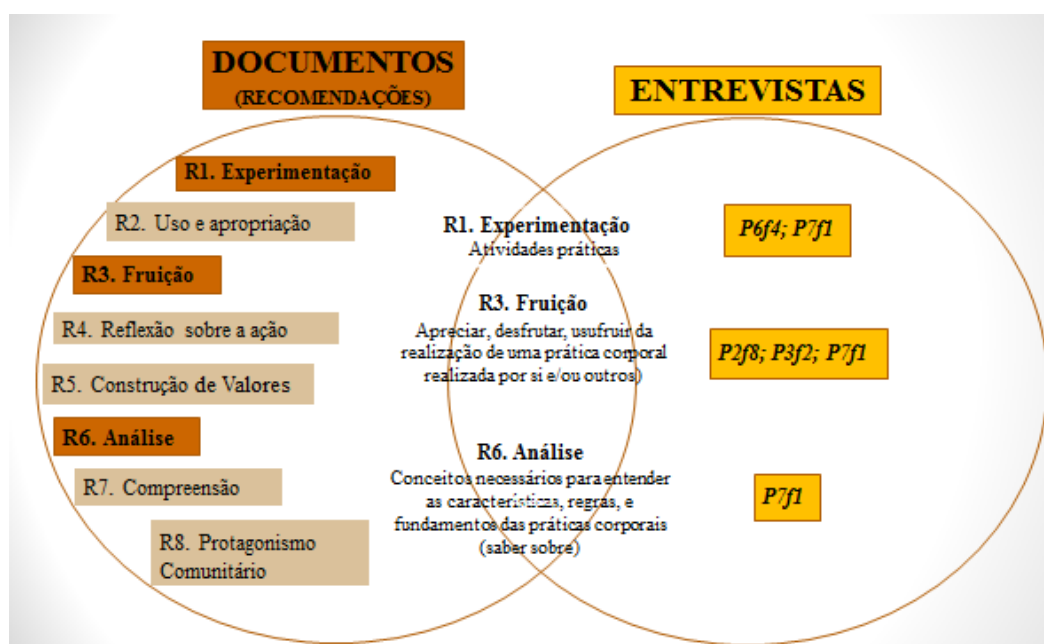 DOCUMENTOS
(RECOMENDAÇÕES)
R1. Experimentação
R2. Uso e apropriação
R3. Fruição
R4. Reflexão sobre a ação
R5. Construção de Valores
R6. Análise
R7. Compreensão
R8. Protagonismo
Comunitário
R1. Experimentação
Atividades práticas
R3. Fruição
Apreciar, desfrutar, usufruir da
realização de uma prática corporal
realizada por si e/ou outros)
R6. Análise
Conceitos necessários para entender
as características, regras, e
fundamentos das práticas corporais
(saber sobre)
ENTREVISTAS
P6f4; P7f1
P2f8; P3f2; P7f1
P7f1